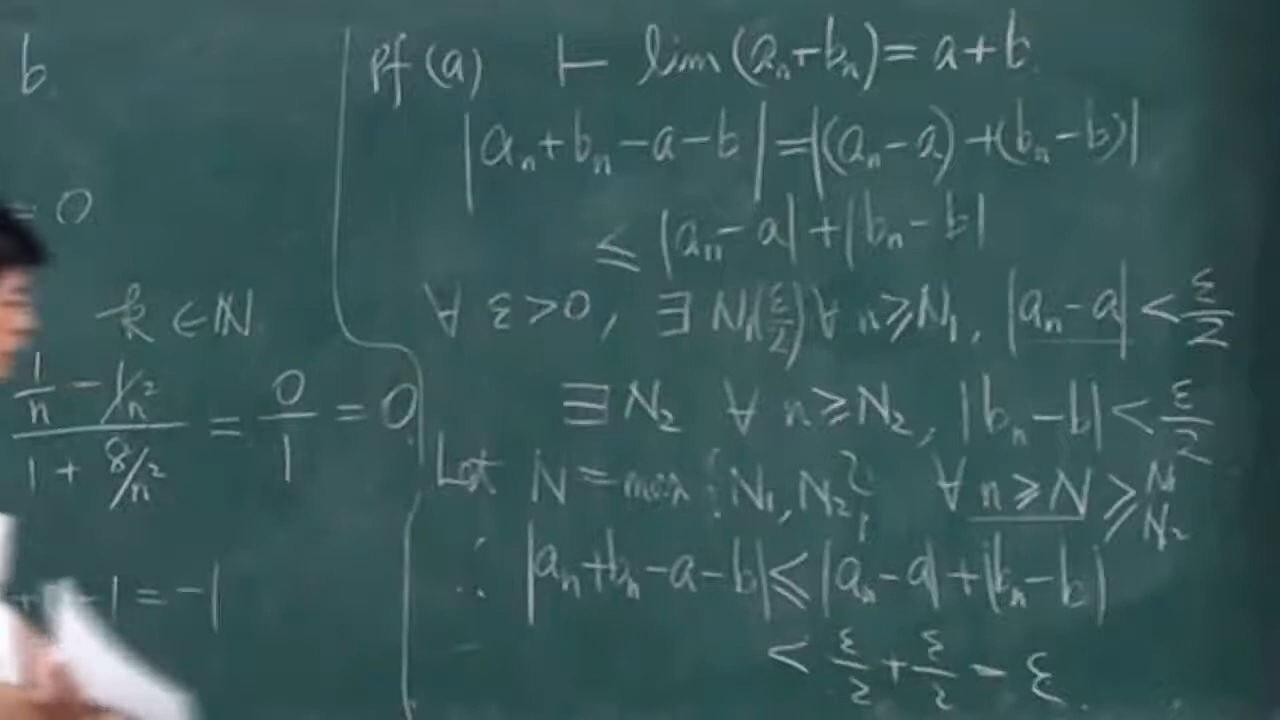 b.
= 0
k ∈ ℕ
(1/n - 1/n²) / (1 + 8/n²) = 0/1 = 0
-1 = -1
pf (a) ⊢ lim (aₙ+bₙ) = a+b.
|aₙ+bₙ-a-b| = |(aₙ-a)+(bₙ-b)|
≤ |aₙ-a|+|bₙ-b|
∀ ε>0, ∃ N₁(ε/2) ∀ n≥N₁, |aₙ-a| < ε/2
∃ N₂ ∀ n≥N₂, |bₙ-b| < ε/2
Let N = max {N₁, N₂}, ∀ n≥N ≥ N₁ N₂
∴ |aₙ+bₙ-a-b| ≤ |aₙ-a|+|bₙ-b|
< ε/2 + ε/2 = ε.